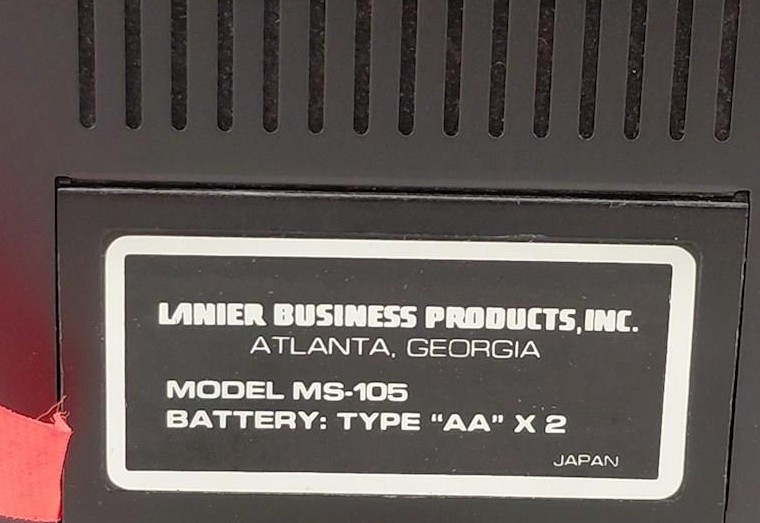 LANIER BUSINESS PRODUCTS, INC.
ATLANTA, GEORGIA
MODEL MS-105
BATTERY: TYPE "AA" X 2
JAPAN